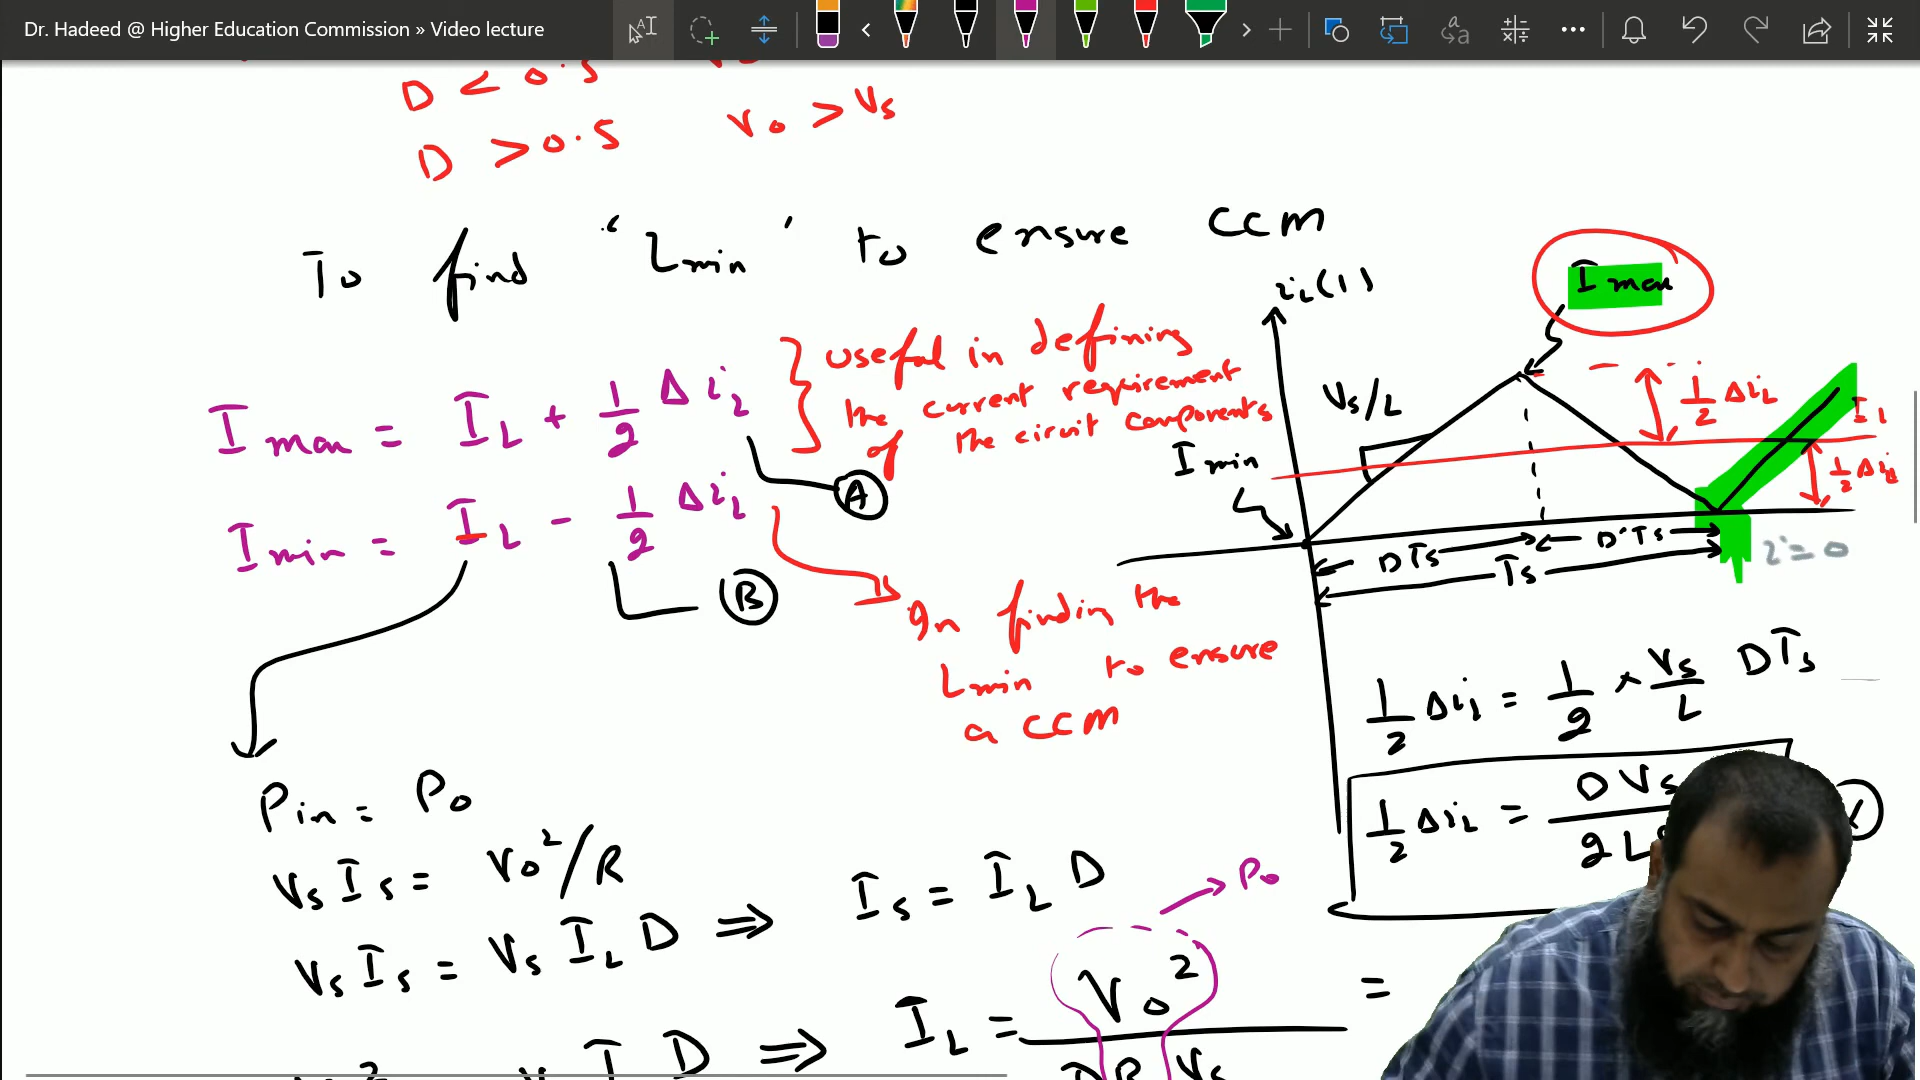 Dr. Hadeed @ Higher Education Commission » Video lecture
D < 0.5
D > 0.5 Vo > Vs
To find "Lmin" to ensure CCM
Imax = IL + 1/2 ΔiL
} useful in defining
the current requirement
of the circuit components
A
Imin = IL - 1/2 ΔiL
B
In finding the
Lmin to ensure
a CCM
iL(t)
Imax
Vs/L
Imin
1/2 ΔiL
1/2 ΔiL
DTs
D'Ts
Ts
i = 0
1/2 ΔiL = 1/2 × Vs/L DTs
1/2 ΔiL = D Vs / 2L
Pin = Po
VsIs = Vo²/R
VsIs = Vs IL D ⇒ Is = IL D
Po
D ⇒ IL = Vo² / DR Vs =